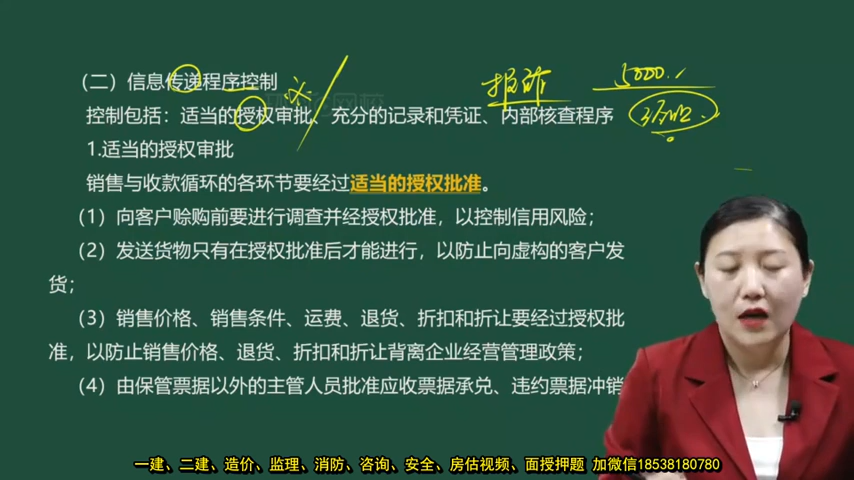 （二）信息传递程序控制
控制包括：适当的授权审批、充分的记录和凭证、内部核查程序
5000
1.适当的授权审批
销售与收款循环的各环节要经过适当的授权批准。
（1）向客户赊购前要进行调查并经授权批准，以控制信用风险；
（2）发送货物只有在授权批准后才能进行，以防止向虚构的客户发
货；
（3）销售价格、销售条件、运费、退货、折扣和折让要经过授权批
准，以防止销售价格、退货、折扣和折让背离企业经营管理政策；
（4）由保管票据以外的主管人员批准应收票据承兑、违约票据冲销
一建、二建、造价、监理、消防、咨询、安全、房估视频、面授押题 加微信18538180780